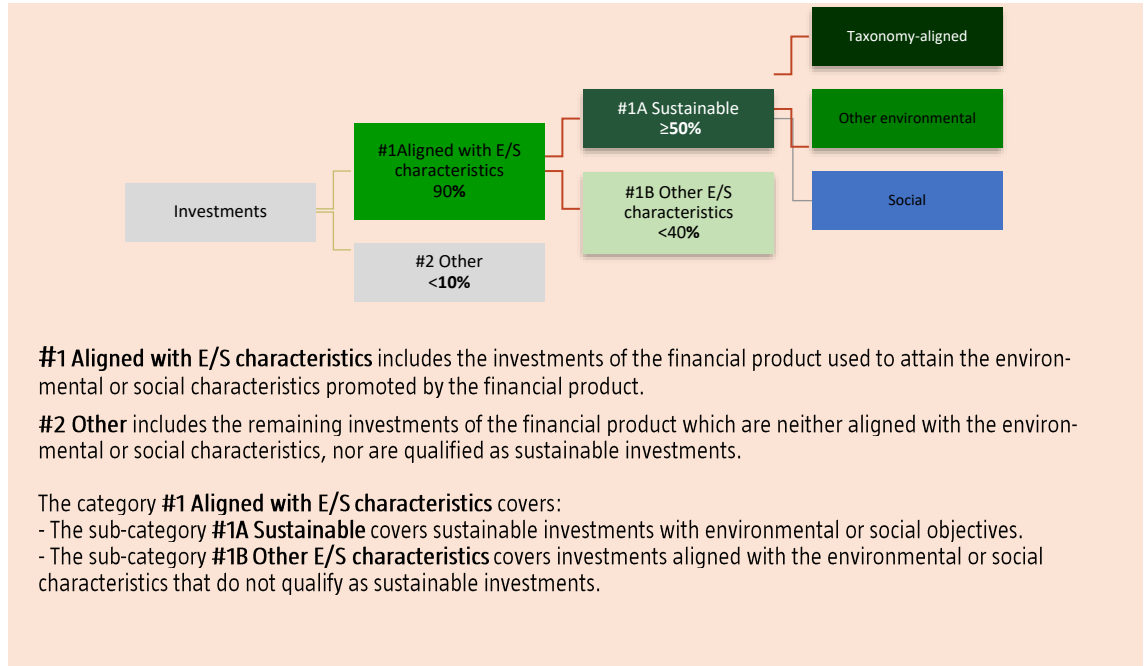 Taxonomy-aligned
#1A Sustainable
≥50%
Other environmental
#1Aligned with E/S
characteristics
90%
#1B Other E/S
characteristics
<40%
Social
Investments
#2 Other
<10%
#1 Aligned with E/S characteristics includes the investments of the financial product used to attain the environ-
mental or social characteristics promoted by the financial product.
#2 Other includes the remaining investments of the financial product which are neither aligned with the environ-
mental or social characteristics, nor are qualified as sustainable investments.
The category #1 Aligned with E/S characteristics covers:
- The sub-category #1A Sustainable covers sustainable investments with environmental or social objectives.
- The sub-category #1B Other E/S characteristics covers investments aligned with the environmental or social
characteristics that do not qualify as sustainable investments.